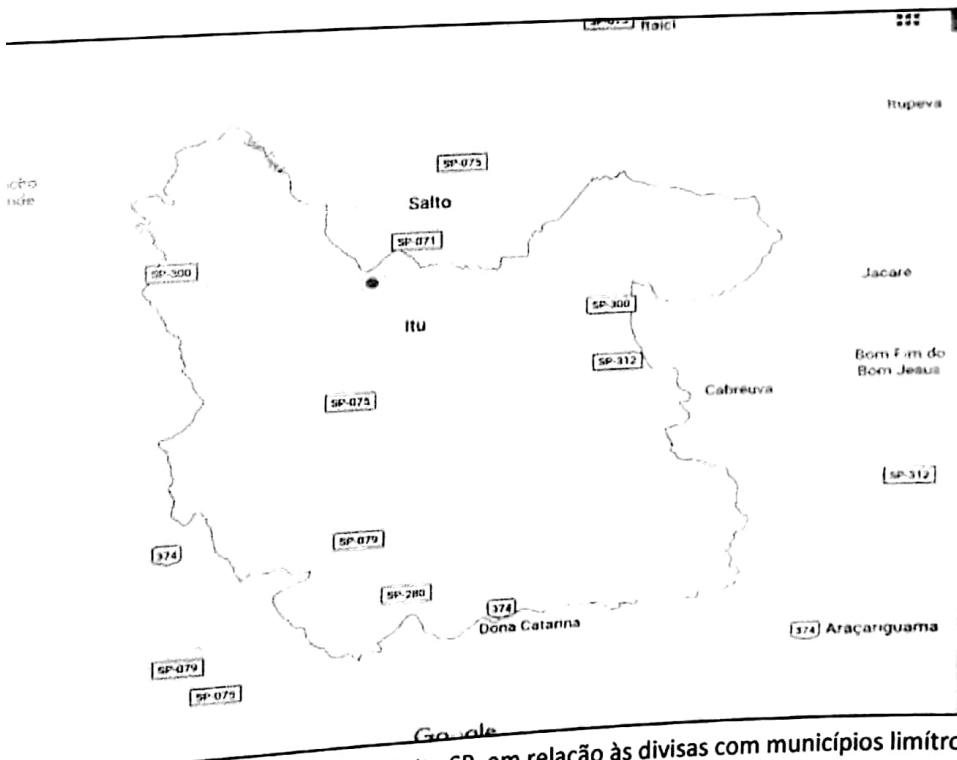 Itaici
Itupeva
SP-075
Salto
SP-071
SP-300
Jacaré
SP-300
Itu
SP-312
Bom Fim do
Bom Jesus
Cabreúva
SP-075
SP-312
374
SP-079
SP-280
374
Dona Catarina
374 Araçariguama
SP-079
SP-075
Google
SP, em relação às divisas com municípios limítro